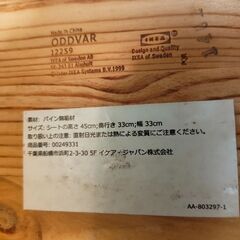 Made in China
ODDVAR
12259
IKEA of Sweden AB
© Inter IKEA Systems B.V. 1999
IKEA
Design and Quality
IKEA of Sweden
素材: パイン無垢材
サイズ: シートの高さ 45cm; 奥行き 33cm; 幅 33cm
取り扱い上の注意: 直射日光または熱による変質にご注意ください。
商品番号: 00249331
千葉県船橋市浜町2-3-30 5F イケア・ジャパン株式会社
AA-803297-1